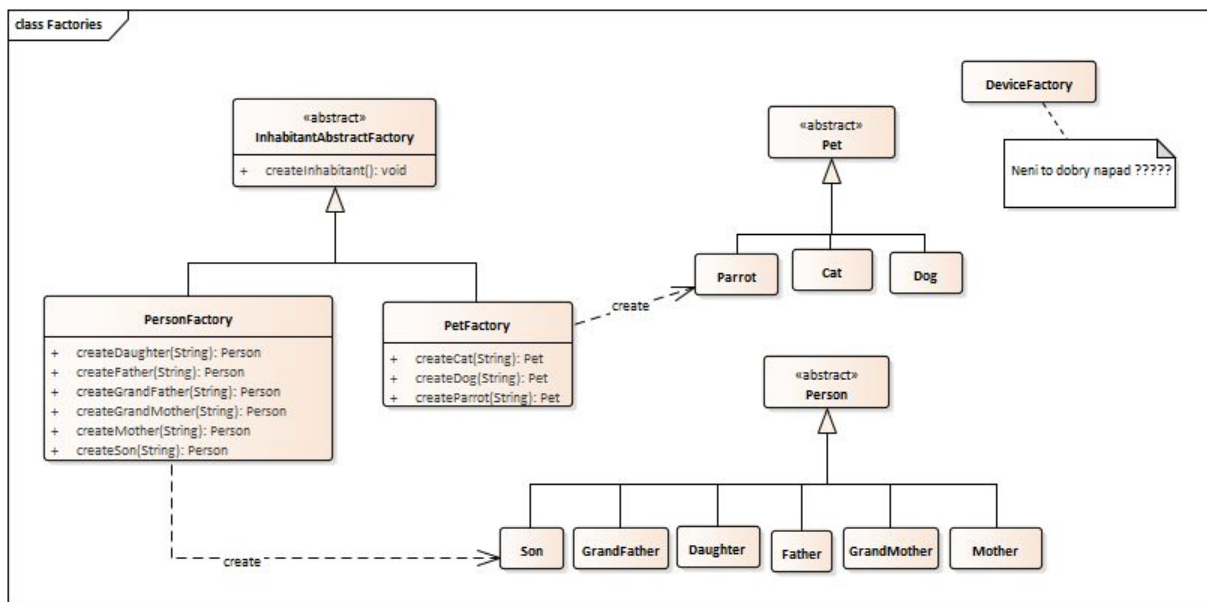 class Factories
«abstract»
InhabitantAbstractFactory
+ createInhabitant(): void
«abstract»
Pet
DeviceFactory
Neni to dobry napad ?????
Parrot
Cat
Dog
create
PersonFactory
+ createDaughter(String): Person
+ createFather(String): Person
+ createGrandFather(String): Person
+ createGrandMother(String): Person
+ createMother(String): Person
+ createSon(String): Person
PetFactory
+ createCat(String): Pet
+ createDog(String): Pet
+ createParrot(String): Pet
«abstract»
Person
create
Son
GrandFather
Daughter
Father
GrandMother
Mother